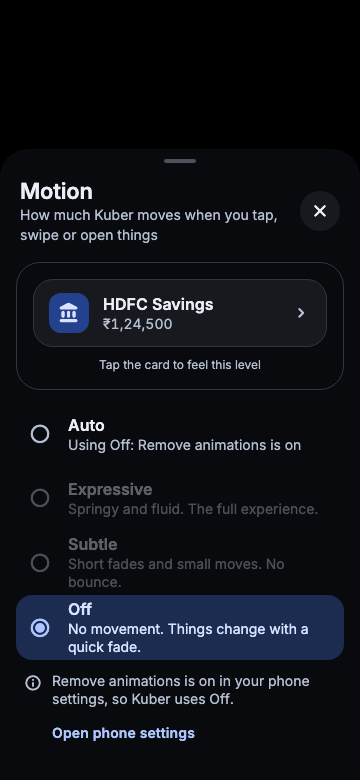 Motion
How much Kuber moves when you tap,
swipe or open things
HDFC Savings
₹1,24,500
Tap the card to feel this level
Auto
Using Off: Remove animations is on
Expressive
Springy and fluid. The full experience.
Subtle
Short fades and small moves. No
bounce.
Off
No movement. Things change with a
quick fade.
Remove animations is on in your phone
settings, so Kuber uses Off.
Open phone settings